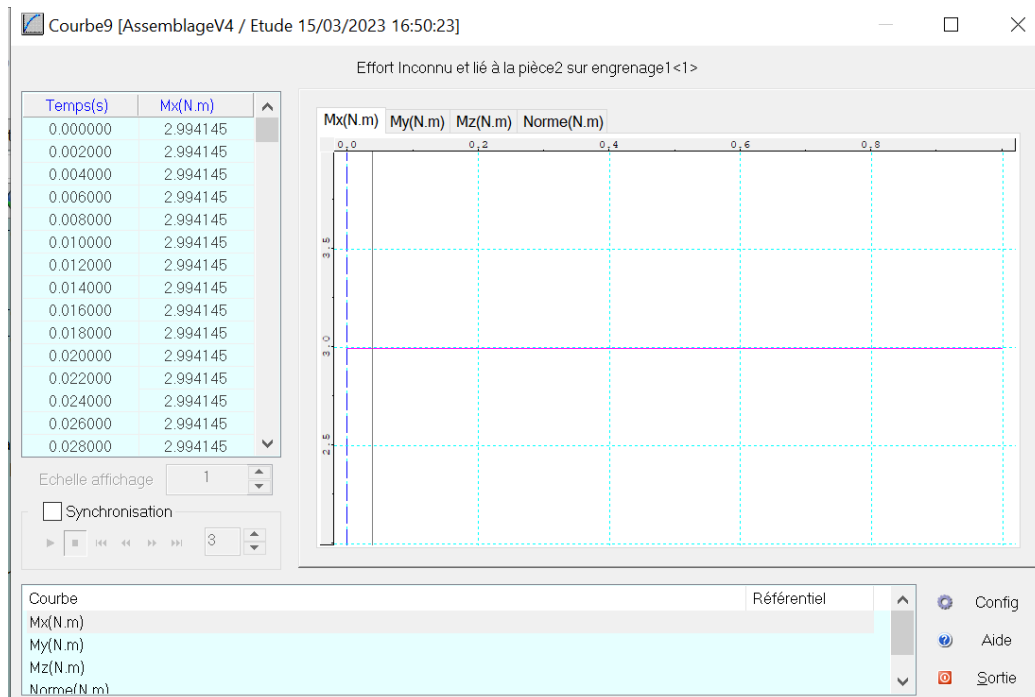 Courbe9 [AssemblageV4 / Etude 15/03/2023 16:50:23]
Effort Inconnu et lié à la pièce2 sur engrenage1<1>
Temps(s) Mx(N.m)
0.000000 2.994145
0.002000 2.994145
0.004000 2.994145
0.006000 2.994145
0.008000 2.994145
0.010000 2.994145
0.012000 2.994145
0.014000 2.994145
0.016000 2.994145
0.018000 2.994145
0.020000 2.994145
0.022000 2.994145
0.024000 2.994145
0.026000 2.994145
0.028000 2.994145
Echelle affichage 1
Synchronisation
3
Mx(N.m) My(N.m) Mz(N.m) Norme(N.m)
0.0 0.2 0.4 0.6 0.8
3.5
3.0
2.5
Courbe Référentiel
Mx(N.m)
My(N.m)
Mz(N.m)
Norme(N.m)
Config
Aide
Sortie